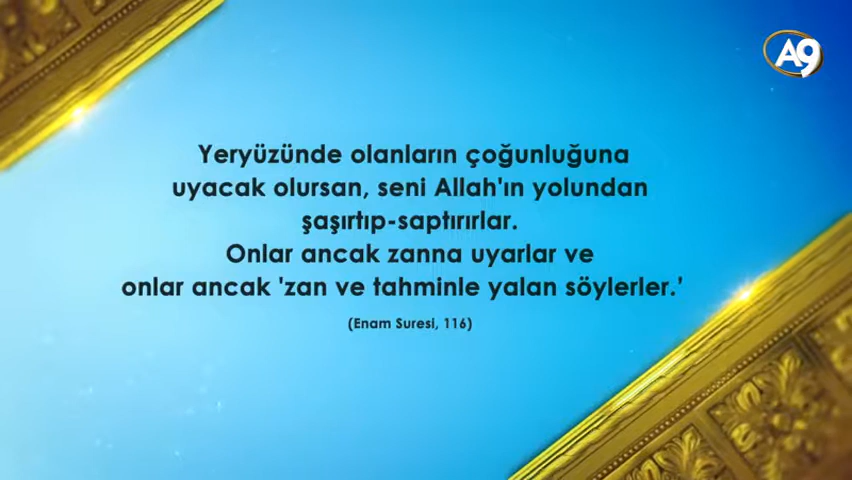 A9
Yeryüzünde olanların çoğunluğuna
uyacak olursan, seni Allah'ın yolundan
şaşırtıp-saptırırlar.
Onlar ancak zanna uyarlar ve
onlar ancak 'zan ve tahminle yalan söylerler.'
(Enam Suresi, 116)